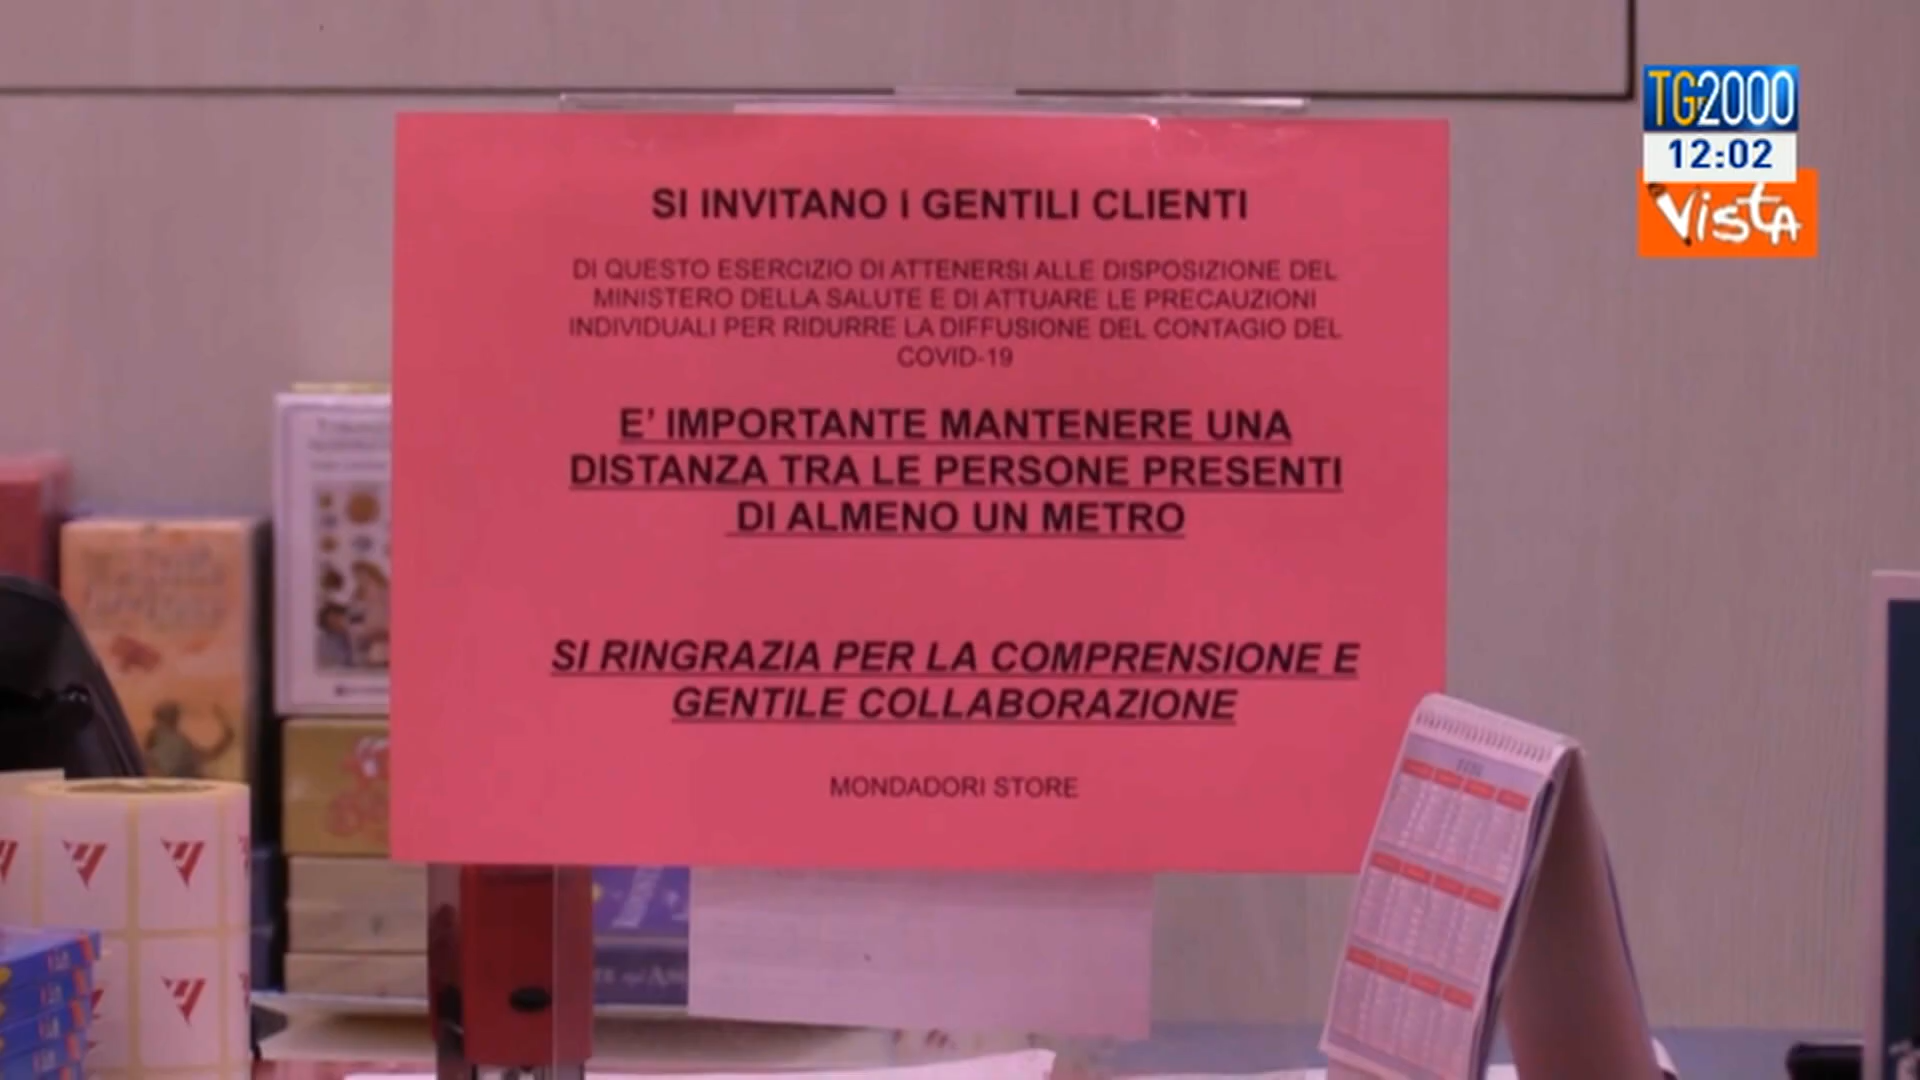 TG2000
12:02
VISTA
SI INVITANO I GENTILI CLIENTI
DI QUESTO ESERCIZIO DI ATTENERSI ALLE DISPOSIZIONE DEL
MINISTERO DELLA SALUTE E DI ATTUARE LE PRECAUZIONI
INDIVIDUALI PER RIDURRE LA DIFFUSIONE DEL CONTAGIO DEL
COVID-19
E' IMPORTANTE MANTENERE UNA
DISTANZA TRA LE PERSONE PRESENTI
DI ALMENO UN METRO
SI RINGRAZIA PER LA COMPRENSIONE E
GENTILE COLLABORAZIONE
MONDADORI STORE